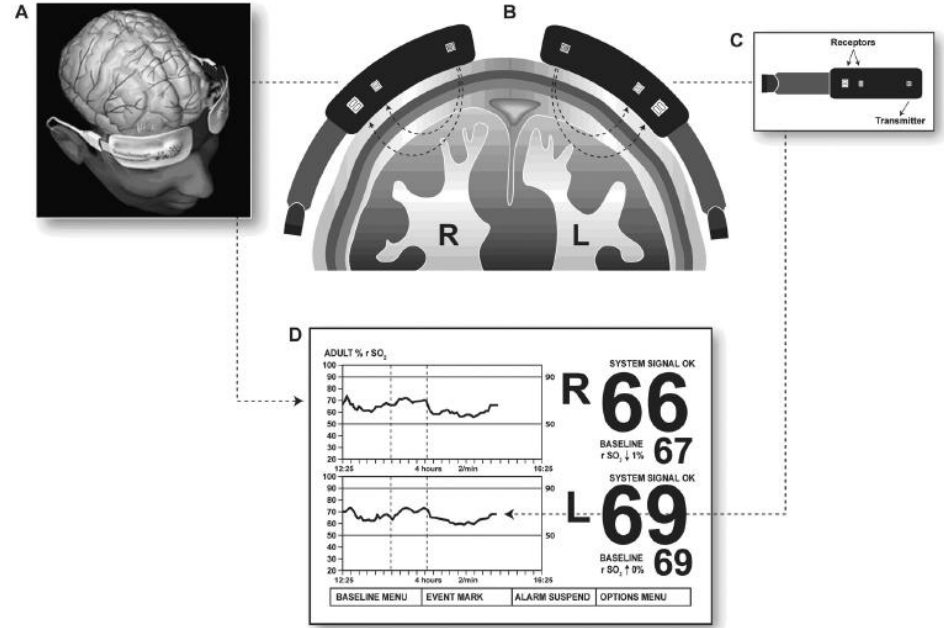 A
B
C
Receptors
Transmitter
R
L
D
ADULT % r SO₂
100
90
80
70
60
50
40
30
20
90
50
12:25
4 hours
2/min
16:25
R
SYSTEM SIGNAL OK
66
BASELINE
r SO₂ ↓ 1%
67
100
90
80
70
60
50
40
30
20
90
50
12:25
4 hours
2/min
16:25
L
SYSTEM SIGNAL OK
69
BASELINE
r SO₂ ↑ 0%
69
BASELINE MENU
EVENT MARK
ALARM SUSPEND
OPTIONS MENU